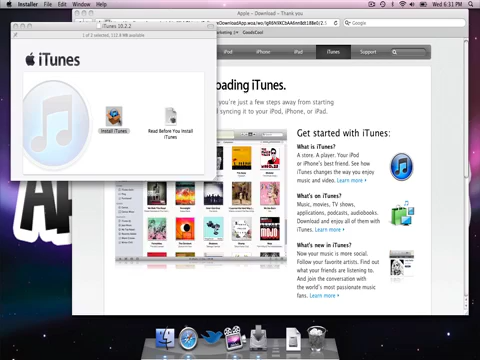 Installer File Edit Window Help
Wed 6:11 PM
Apple – Download – Thank you
Google
iTunes 10.2.2
1 of 2 selected, 112.8 MB available
iTunes
Install iTunes
Read Before You Install
iTunes
iPod iPhone iPad iTunes Support
loading iTunes.
you're just a few steps away from starting
syncing it to your iPod, iPhone, or iPad.
Get started with iTunes:
What is iTunes?
A store. A player. Your iPod
or iPhone's best friend. See how
iTunes changes the way you enjoy
music and video. Learn more
What's on iTunes?
Music, movies, TV shows,
applications, podcasts, audiobooks.
Download and enjoy all of them
with iTunes. Learn more
What's new in iTunes?
Now your music is more social.
Follow your favorite artists. Find out
what your friends are listening to.
And join the conversation with
the world's most passionate music
fans. Learn more